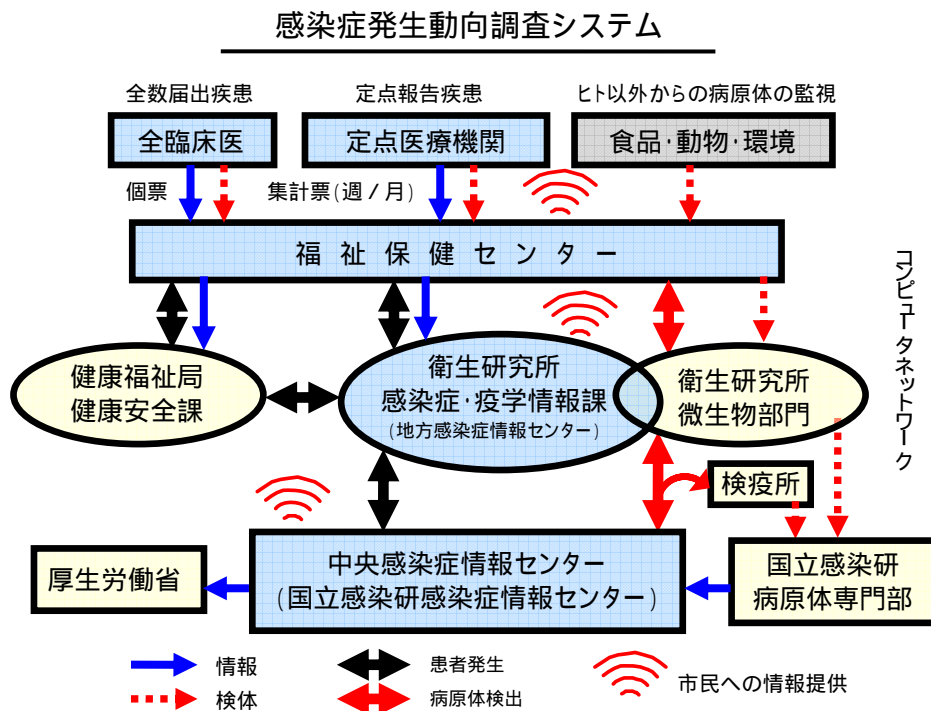 感染症発生動向調査システム
全数届出疾患
定点報告疾患
ヒト以外からの病原体の監視
全臨床医
定点医療機関
食品・動物・環境
個票
集計票(週/月)
福祉保健センター
コンピュータネットワーク
健康福祉局
健康安全課
衛生研究所
感染症・疫学情報課
(地方感染症情報センター)
衛生研究所
微生物部門
検疫所
厚生労働省
中央感染症情報センター
(国立感染研感染症情報センター)
国立感染研
病原体専門部
情報
患者発生
市民への情報提供
検体
病原体検出